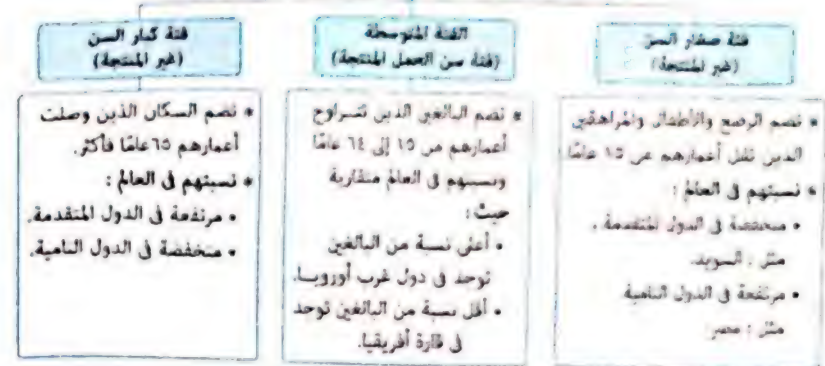 فئة صغار السن
(غير المنتجة)
* تضم الرضع والأطفال والمراهقين
الذين تقل أعمارهم عن ١٥ عامًا.
* نسبتهم فى العالم :
• منخفضة فى الدول المتقدمة ،
مثل : السويد.
• مرتفعة فى الدول النامية
مثل : مصر.
الفئة المتوسطة
(فئة سن العمل المنتجة)
* تضم البالغين الذين تتراوح
أعمارهم من ١٥ إلى ٦٤ عامًا
ونسبتهم فى العالم متقاربة
حيث :
• أعلى نسبة من البالغين
توجد فى دول غرب أوروبا.
• أقل نسبة من البالغين توجد
فى قارة أفريقيا.
فئة كبار السن
(غير المنتجة)
* تضم السكان الذين وصلت
أعمارهم ٦٥ عامًا فأكثر.
* نسبتهم فى العالم :
• مرتفعة فى الدول المتقدمة.
• منخفضة فى الدول النامية.